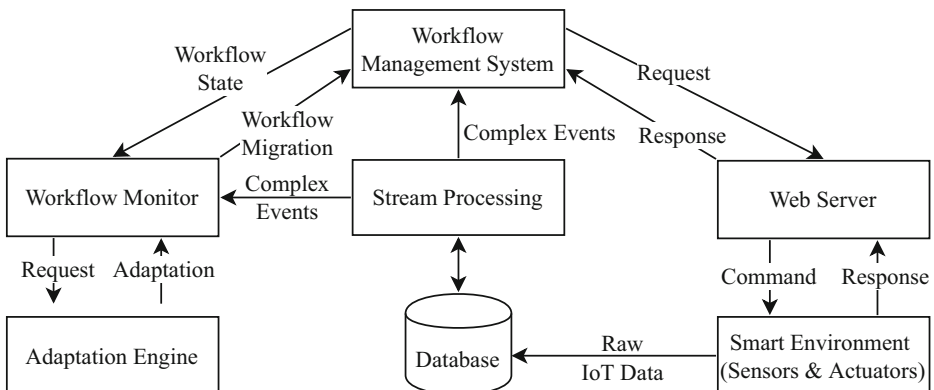 Workflow
Management System
Workflow
State
Request
Workflow
Migration
Complex Events
Response
Workflow Monitor
Complex
Events
Stream Processing
Web Server
Request
Adaptation
Command
Response
Adaptation Engine
Database
Raw
IoT Data
Smart Environment
(Sensors & Actuators)